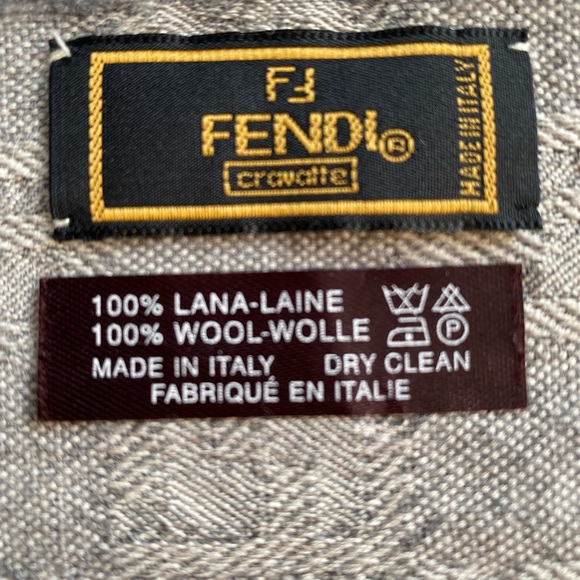 FF
FENDI®
cravatte
MADE IN ITALY
100% LANA-LAINE
100% WOOL-WOLLE
P
MADE IN ITALY DRY CLEAN
FABRIQUÉ EN ITALIE